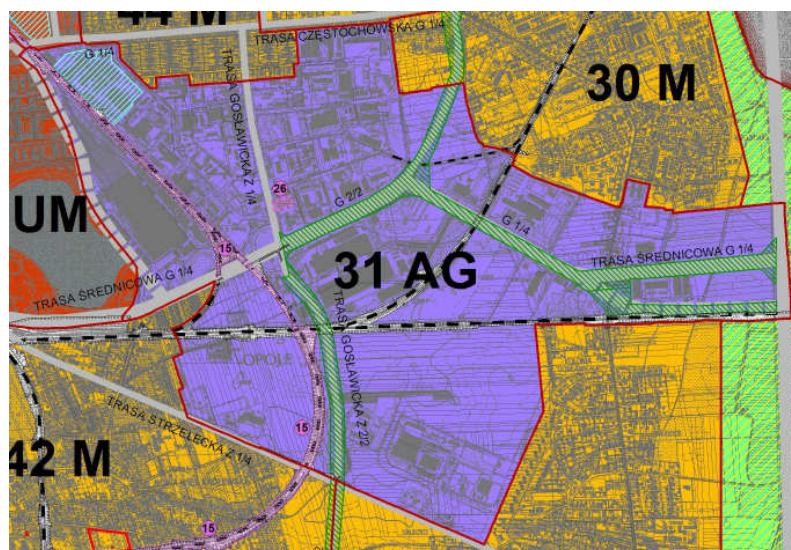 44 M
TRASA CZĘSTOCHOWSKA G 1/4
G 1/4
TRASA GOSŁAWICKA Z 1/4
30 M
26
G 2/2
UM
15
G 1/4
TRASA ŚREDNICOWA G 1/4
31 AG
TRASA ŚREDNICOWA G 1/4
OPOLE
TRASA GOSŁAWICKA Z 2/2
TRASA STRZELECKA Z 1/4
15
42 M
15